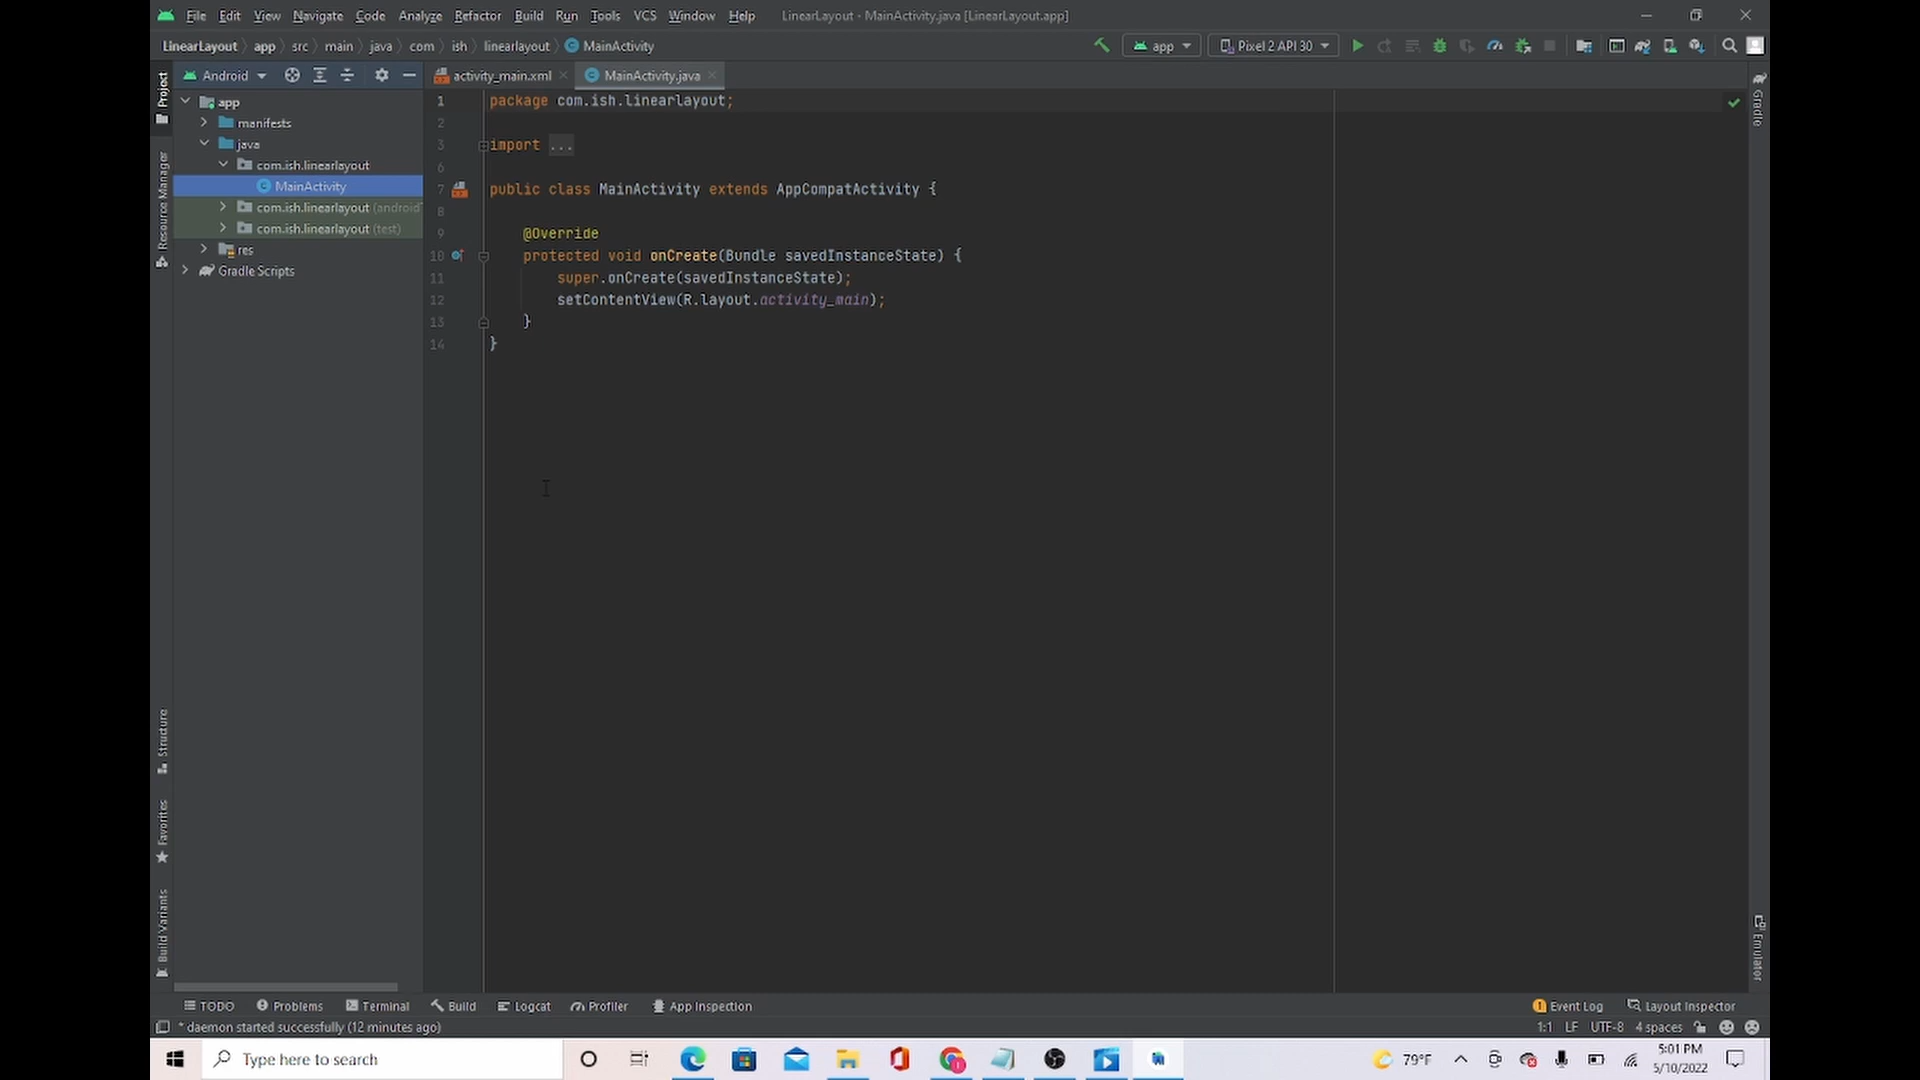 File Edit View Navigate Code Analyze Refactor Build Run Tools VCS Window Help LinearLayout - MainActivity.java [LinearLayout.app]
LinearLayout app src main java com ish linearlayout MainActivity app Pixel 2 API 30
Project
Android
activity_main.xml
MainActivity.java
Gradle
app
manifests
java
com.ish.linearlayout
MainActivity
com.ish.linearlayout (android
com.ish.linearlayout (test)
res
Gradle Scripts
Resource Manager
1 package com.ish.linearlayout;
2
3 import ...
6
7 public class MainActivity extends AppCompatActivity {
8
9 @Override
10 protected void onCreate(Bundle savedInstanceState) {
11 super.onCreate(savedInstanceState);
12 setContentView(R.layout.activity_main);
13 }
14 }
Structure
Favorites
Build Variants
Emulator
TODO Problems Terminal Build Logcat Profiler App Inspection Event Log Layout Inspector
* daemon started successfully (12 minutes ago) 1:1 LF UTF-8 4 spaces
Type here to search
79°F
5:01 PM
5/10/2022